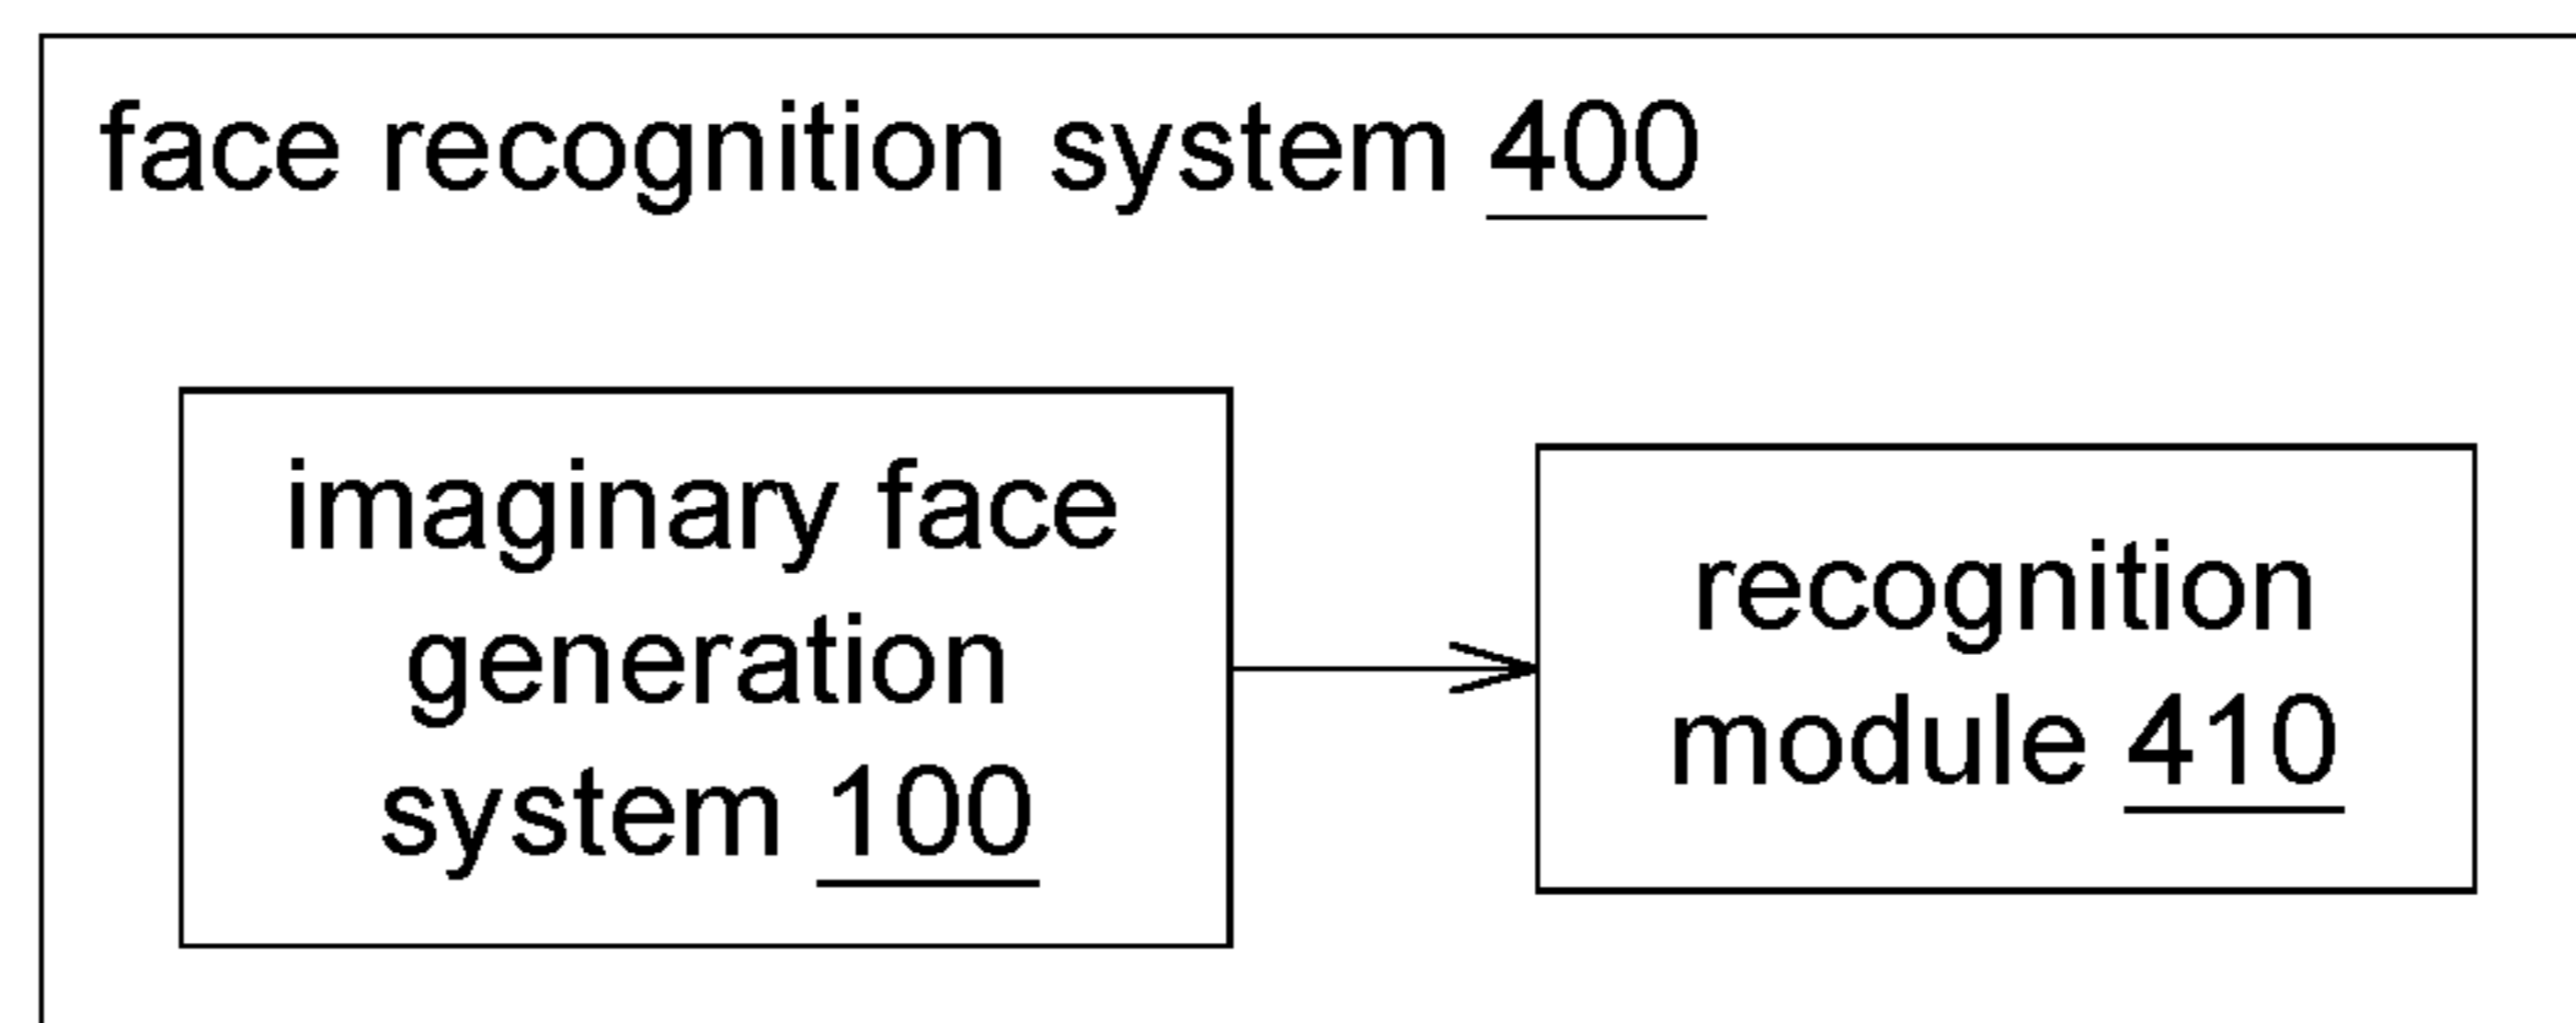 face recognition system 400
imaginary face
generation
system 100
recognition
module 410